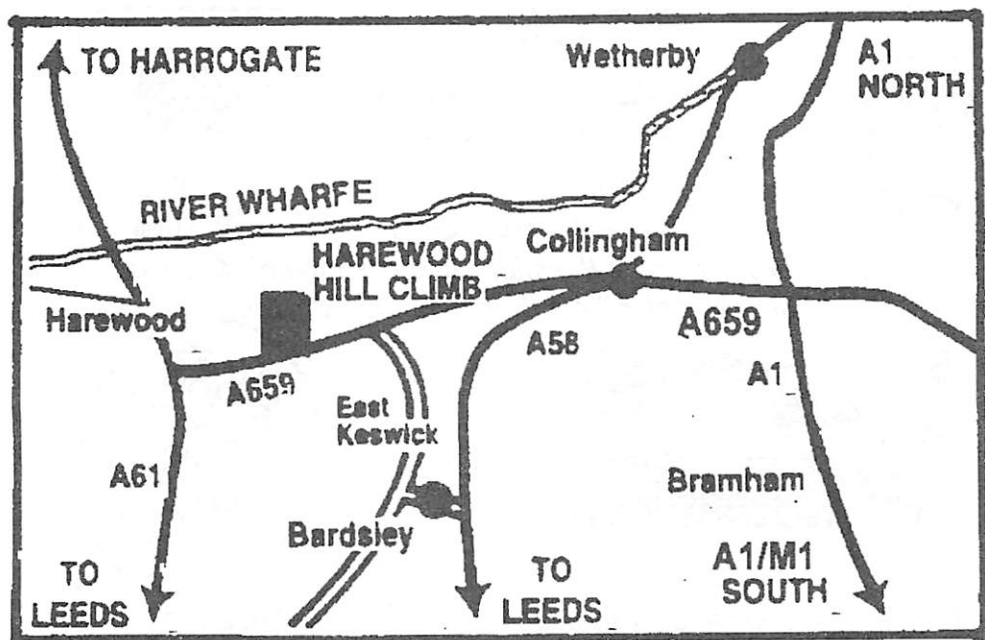 TO HARROGATE
Wetherby
A1
NORTH
RIVER WHARFE
HAREWOOD
HILL CLIMB
Collingham
Harewood
A659
A58
A659
A1
East
Keswick
A61
Bramham
Bardsley
TO
LEEDS
TO
LEEDS
A1/M1
SOUTH